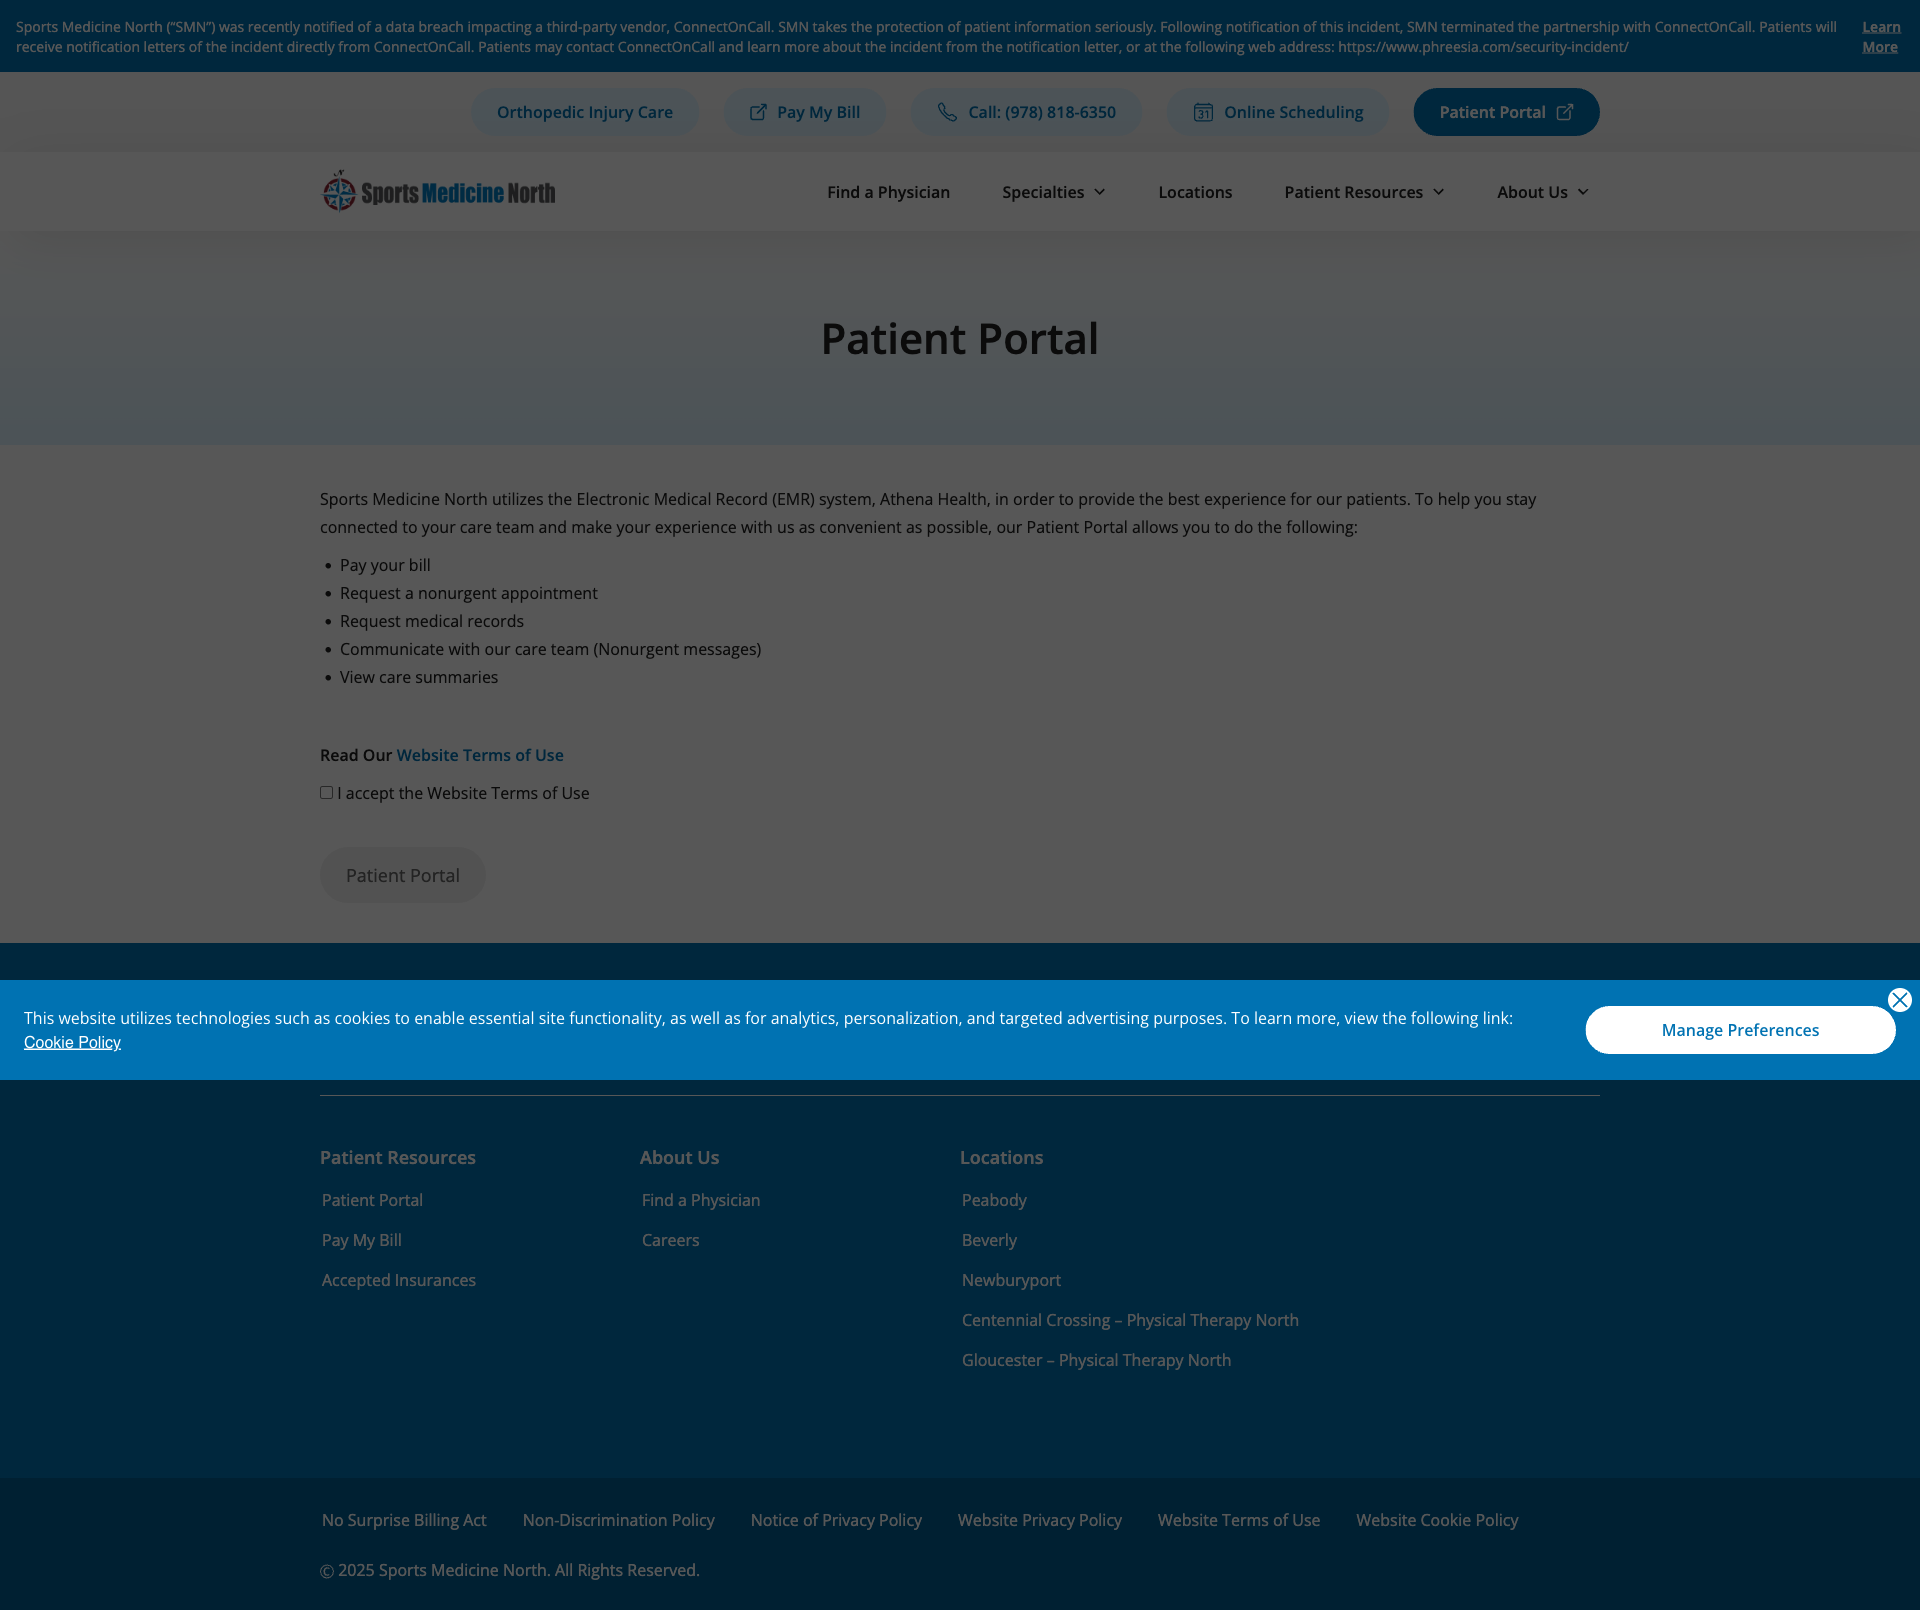 Sports Medicine North (“SMN”) was recently notified of a data breach impacting a third-party vendor, ConnectOnCall. SMN takes the protection of patient information seriously. Following notification of this incident, SMN terminated the partnership with ConnectOnCall. Patients will
receive notification letters of the incident directly from ConnectOnCall. Patients may contact ConnectOnCall and learn more about the incident from the notification letter, or at the following web address: https://www.phreesia.com/security-incident/
Learn
More
Orthopedic Injury Care
Pay My Bill
Call: (978) 818-6350
31
Online Scheduling
Patient Portal
N
Sports Medicine North
Find a Physician
Specialties
Locations
Patient Resources
About Us
Patient Portal
Sports Medicine North utilizes the Electronic Medical Record (EMR) system, Athena Health, in order to provide the best experience for our patients. To help you stay
connected to your care team and make your experience with us as convenient as possible, our Patient Portal allows you to do the following:
• Pay your bill
• Request a nonurgent appointment
• Request medical records
• Communicate with our care team (Nonurgent messages)
• View care summaries
Read Our Website Terms of Use
I accept the Website Terms of Use
Patient Portal
This website utilizes technologies such as cookies to enable essential site functionality, as well as for analytics, personalization, and targeted advertising purposes. To learn more, view the following link:
Cookie Policy
Manage Preferences
Patient Resources
Patient Portal
Pay My Bill
Accepted Insurances
About Us
Find a Physician
Careers
Locations
Peabody
Beverly
Newburyport
Centennial Crossing – Physical Therapy North
Gloucester – Physical Therapy North
No Surprise Billing Act
Non-Discrimination Policy
Notice of Privacy Policy
Website Privacy Policy
Website Terms of Use
Website Cookie Policy
© 2025 Sports Medicine North. All Rights Reserved.